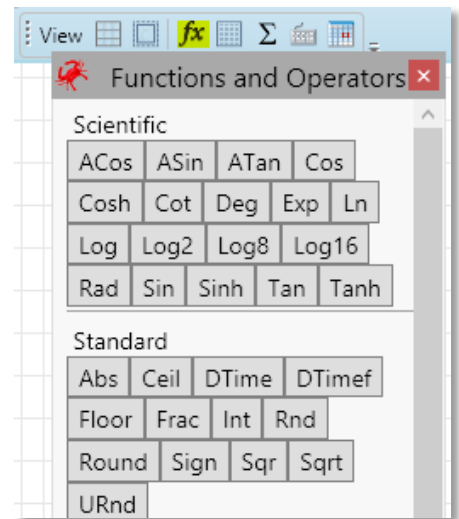 View fx Σ
Functions and Operators ×
Scientific
ACos ASin ATan Cos
Cosh Cot Deg Exp Ln
Log Log2 Log8 Log16
Rad Sin Sinh Tan Tanh
Standard
Abs Ceil DTime DTimef
Floor Frac Int Rnd
Round Sign Sqr Sqrt
URnd